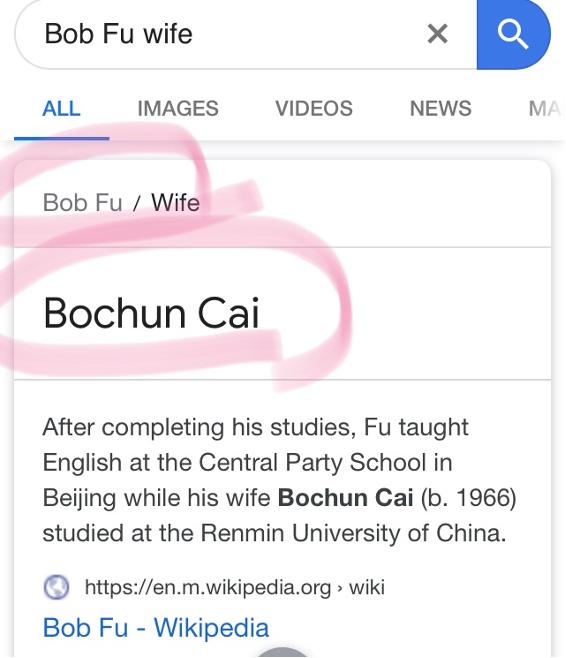 Bob Fu wife
ALL IMAGES VIDEOS NEWS MA
Bob Fu / Wife
Bochun Cai
After completing his studies, Fu taught
English at the Central Party School in
Beijing while his wife Bochun Cai (b. 1966)
studied at the Renmin University of China.
https://en.m.wikipedia.org › wiki
Bob Fu - Wikipedia